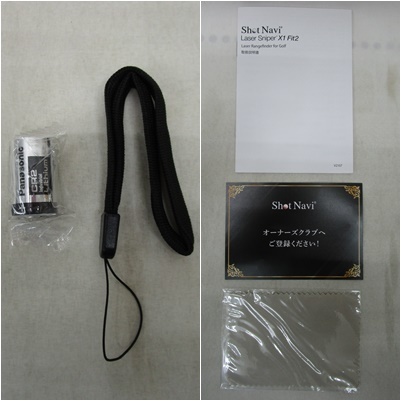 Panasonic
CR2
Lithium
Shot Navi
Laser Sniper X1 Fit2
Laser Rangefinder for Golf
取扱説明書
Shot Navi
オーナーズクラブへ
ご登録ください!